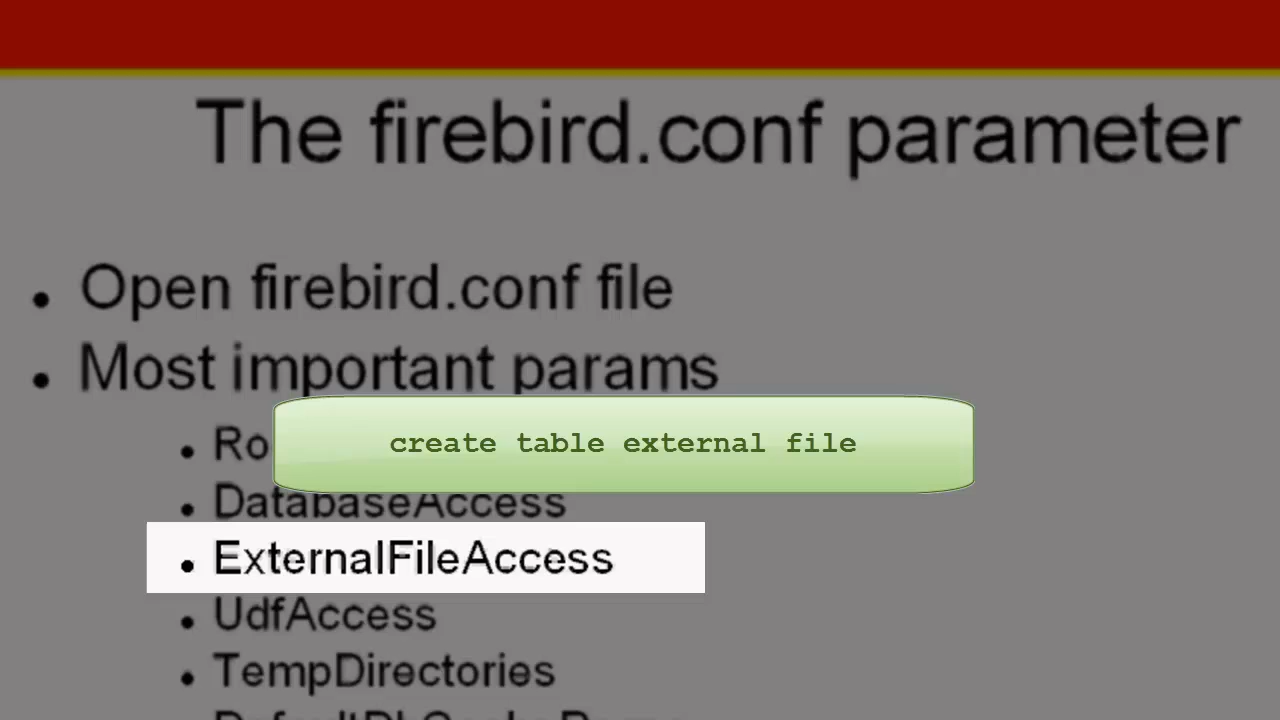 The firebird.conf parameter
• Open firebird.conf file
• Most important params
• Ro
create table external file
• DatabaseAccess
• ExternalFileAccess
• UdfAccess
• TempDirectories